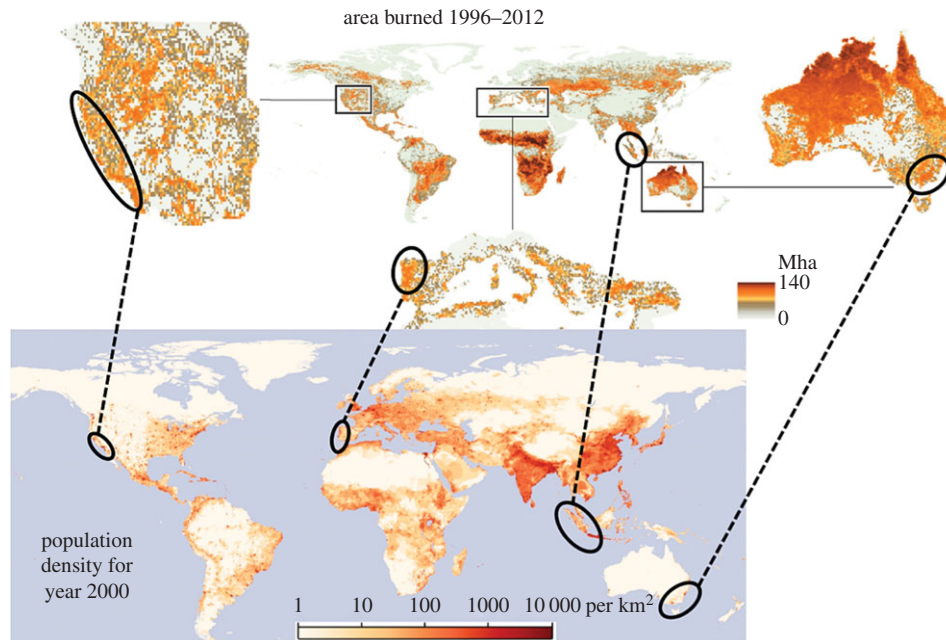 area burned 1996–2012
Mha
140
0
population
density for
year 2000
1 10 100 1000 10 000 per km²